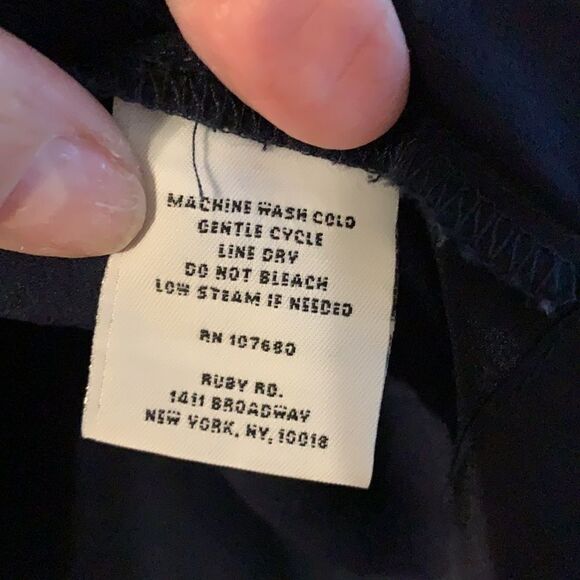 MACHINE WASH COLD
GENTLE CYCLE
LINE DRY
DO NOT BLEACH
LOW STEAM IF NEEDED
RN 107680
RUBY RD.
1411 BROADWAY
NEW YORK, NY, 10018